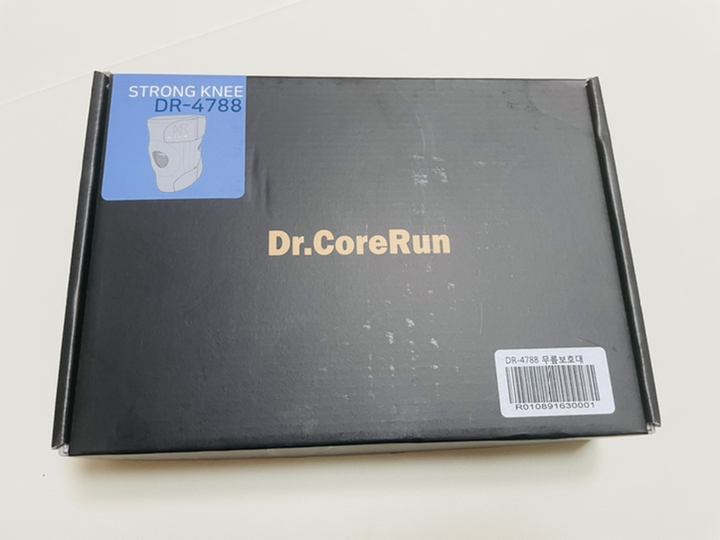 STRONG KNEE
DR-4788
Dr.CoreRun
DR-4788 무릎보호대
R010891630001